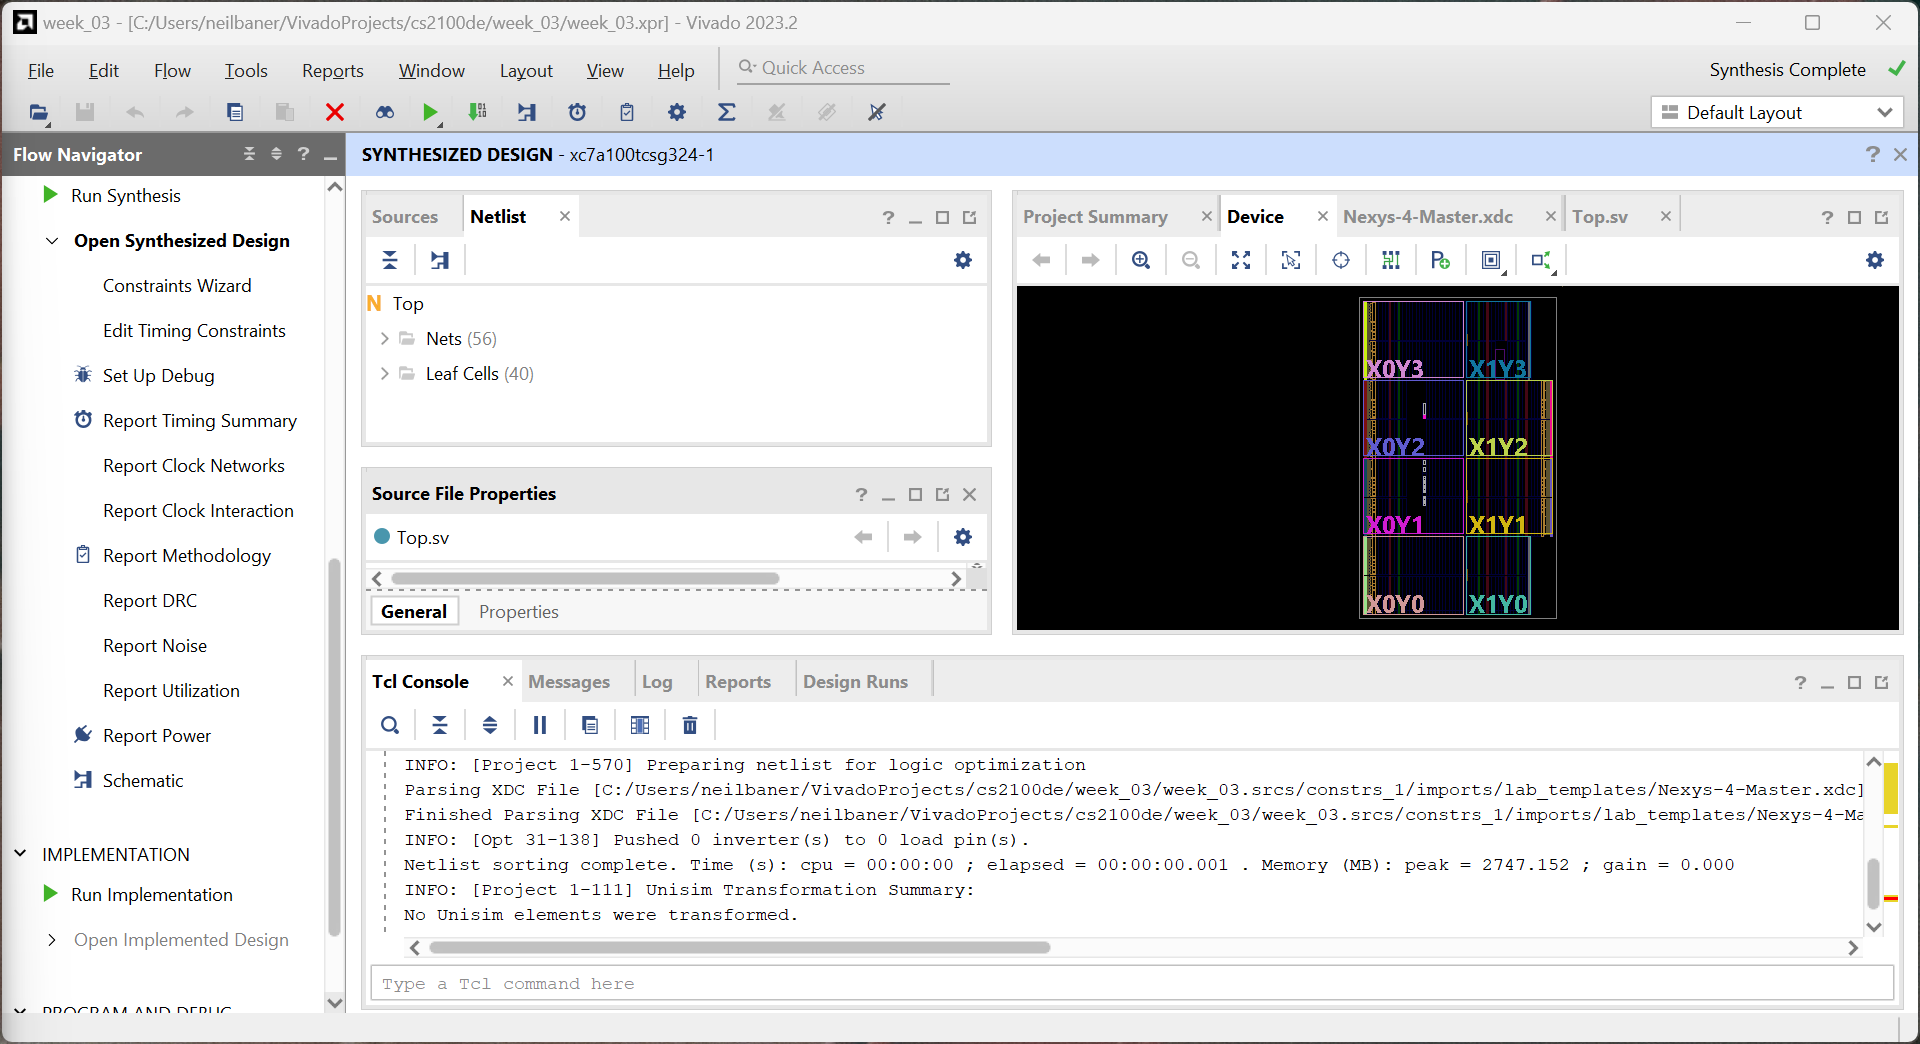 week_03 - [C:/Users/neilbaner/VivadoProjects/cs2100de/week_03/week_03.xpr] - Vivado 2023.2
File Edit Flow Tools Reports Window Layout View Help Quick Access Synthesis Complete
Default Layout
Flow Navigator
SYNTHESIZED DESIGN - xc7a100tcsg324-1
Run Synthesis
Open Synthesized Design
Constraints Wizard
Edit Timing Constraints
Set Up Debug
Report Timing Summary
Report Clock Networks
Report Clock Interaction
Report Methodology
Report DRC
Report Noise
Report Utilization
Report Power
Schematic
IMPLEMENTATION
Run Implementation
Open Implemented Design
PROGRAM AND DEBUG
Sources Netlist
N Top
Nets (56)
Leaf Cells (40)
Source File Properties
Top.sv
General Properties
Project Summary Device Nexys-4-Master.xdc Top.sv
X0Y3 X1Y3
X0Y2 X1Y2
X0Y1 X1Y1
X0Y0 X1Y0
Tcl Console Messages Log Reports Design Runs
INFO: [Project 1-570] Preparing netlist for logic optimization
Parsing XDC File [C:/Users/neilbaner/VivadoProjects/cs2100de/week_03/week_03.srcs/constrs_1/imports/lab_templates/Nexys-4-Master.xdc]
Finished Parsing XDC File [C:/Users/neilbaner/VivadoProjects/cs2100de/week_03/week_03.srcs/constrs_1/imports/lab_templates/Nexys-4-Ma
INFO: [Opt 31-138] Pushed 0 inverter(s) to 0 load pin(s).
Netlist sorting complete. Time (s): cpu = 00:00:00 ; elapsed = 00:00:00.001 . Memory (MB): peak = 2747.152 ; gain = 0.000
INFO: [Project 1-111] Unisim Transformation Summary:
No Unisim elements were transformed.
Type a Tcl command here